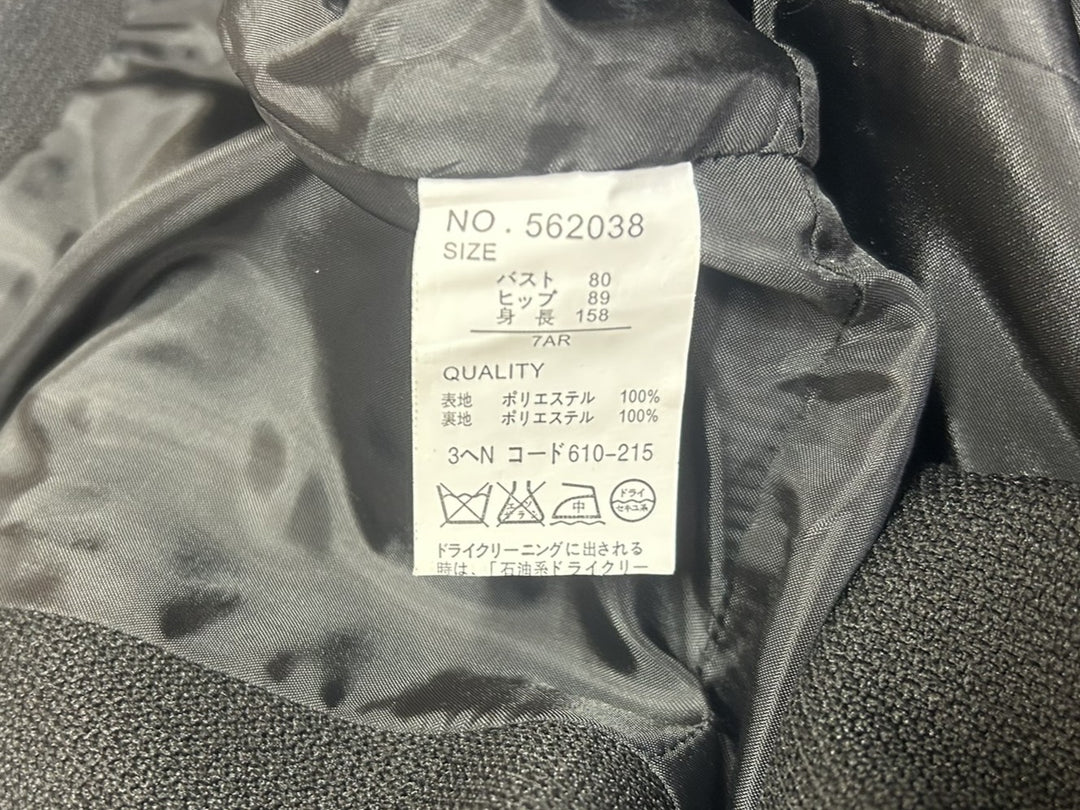 NO. 562038
SIZE
バスト 80
ヒップ 89
身長 158
7AR
QUALITY
表地 ポリエステル 100%
裏地 ポリエステル 100%
3ヘN コード610-215
エンソ
中
ドライ
セキユ系
ドライクリーニングに出される
時は、「石油系ドライクリー